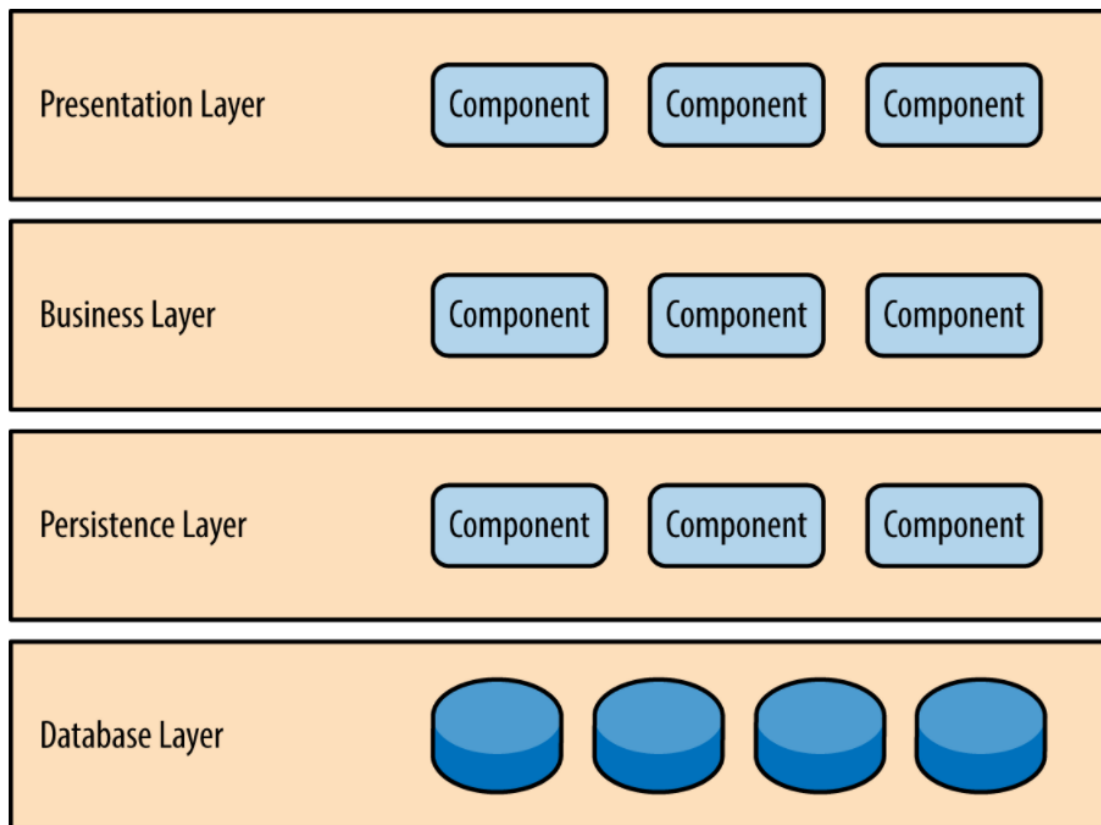 Presentation Layer Component Component Component
Business Layer Component Component Component
Persistence Layer Component Component Component
Database Layer